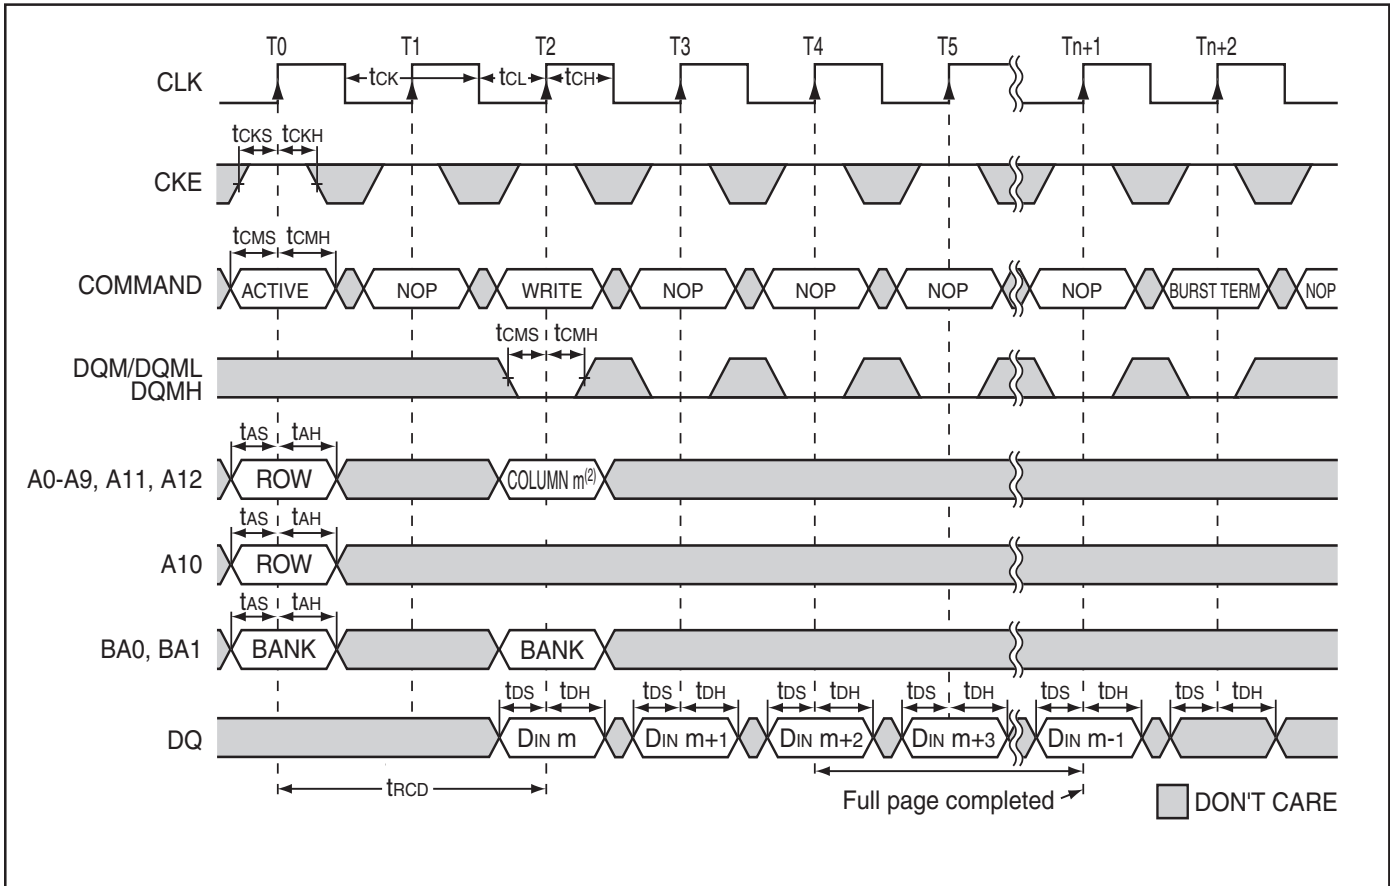 T0 T1 T2 T3 T4 T5 Tn+1 Tn+2
CLK tCK tCL tCH
tCKS tCKH
CKE
tCMS tCMH
COMMAND ACTIVE NOP WRITE NOP NOP NOP NOP BURST TERM NOP
tCMS tCMH
DQM/DQML
DQMH
tAS tAH
A0-A9, A11, A12 ROW COLUMN m(2)
tAS tAH
A10 ROW
tAS tAH
BA0, BA1 BANK BANK
tDS tDH tDS tDH tDS tDH tDS tDH tDS tDH tDS tDH
DQ DIN m DIN m+1 DIN m+2 DIN m+3 DIN m-1
tRCD
Full page completed
DON'T CARE